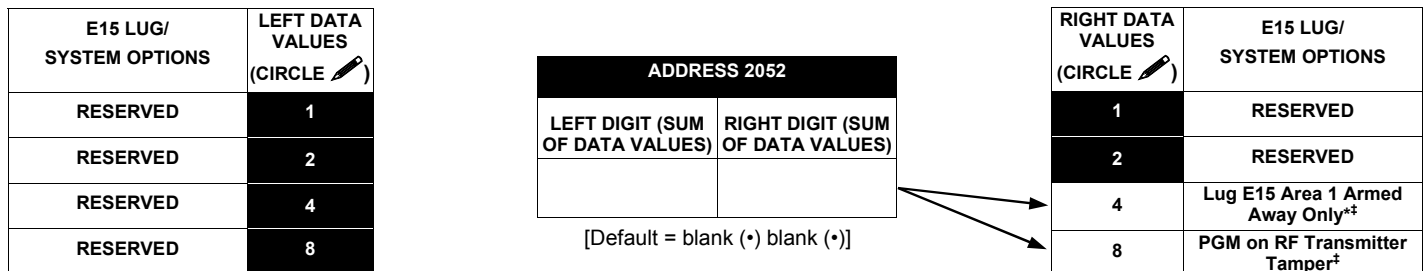 E15 LUG/
SYSTEM OPTIONS
LEFT DATA
VALUES
(CIRCLE )
RESERVED 1
RESERVED 2
RESERVED 4
RESERVED 8
ADDRESS 2052
LEFT DIGIT (SUM
OF DATA VALUES)
RIGHT DIGIT (SUM
OF DATA VALUES)
[Default = blank (•) blank (•)]
RIGHT DATA
VALUES
(CIRCLE )
E15 LUG/
SYSTEM OPTIONS
1 RESERVED
2 RESERVED
4 Lug E15 Area 1 Armed
Away Only*‡
8 PGM on RF Transmitter
Tamper‡